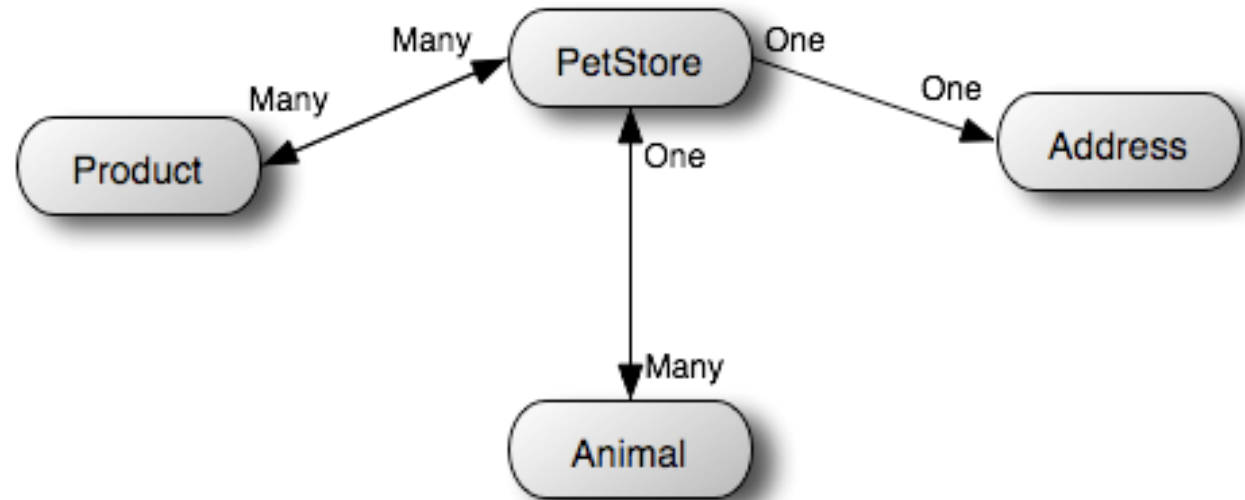 Many
PetStore
One
Many
One
Product
One
Address
Many
Animal